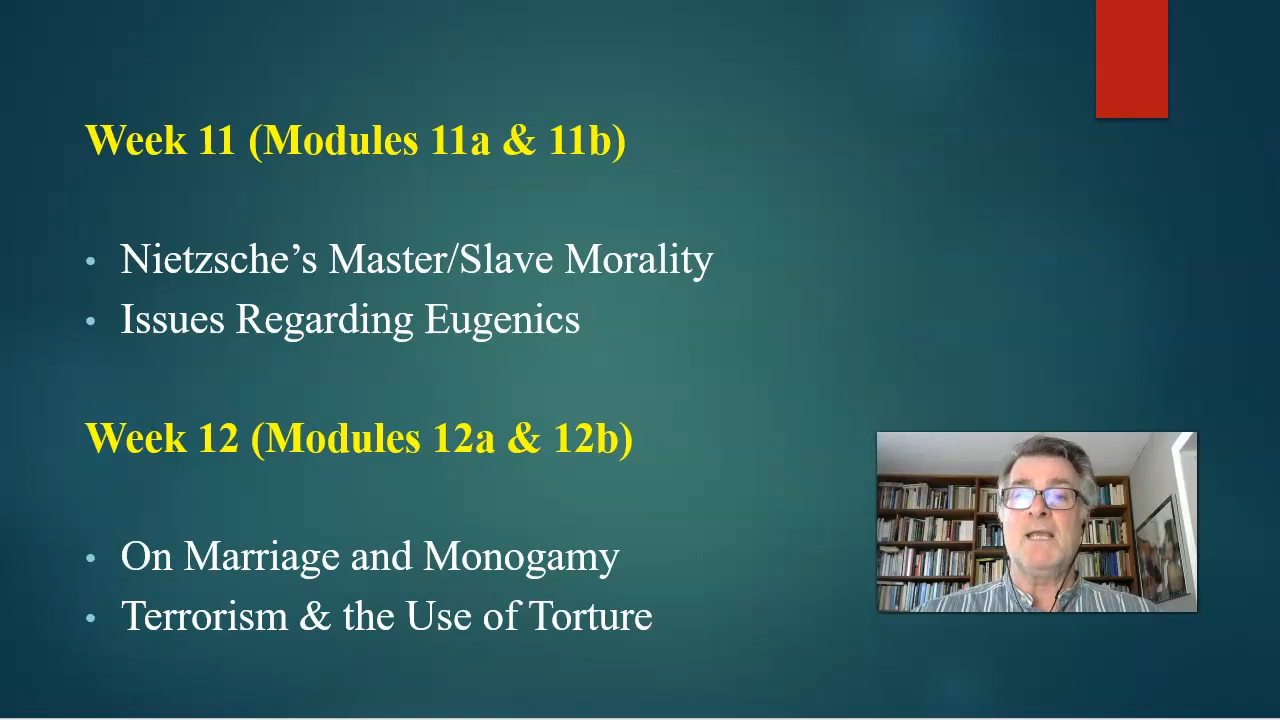 Week 11 (Modules 11a & 11b)
• Nietzsche’s Master/Slave Morality
• Issues Regarding Eugenics
Week 12 (Modules 12a & 12b)
• On Marriage and Monogamy
• Terrorism & the Use of Torture